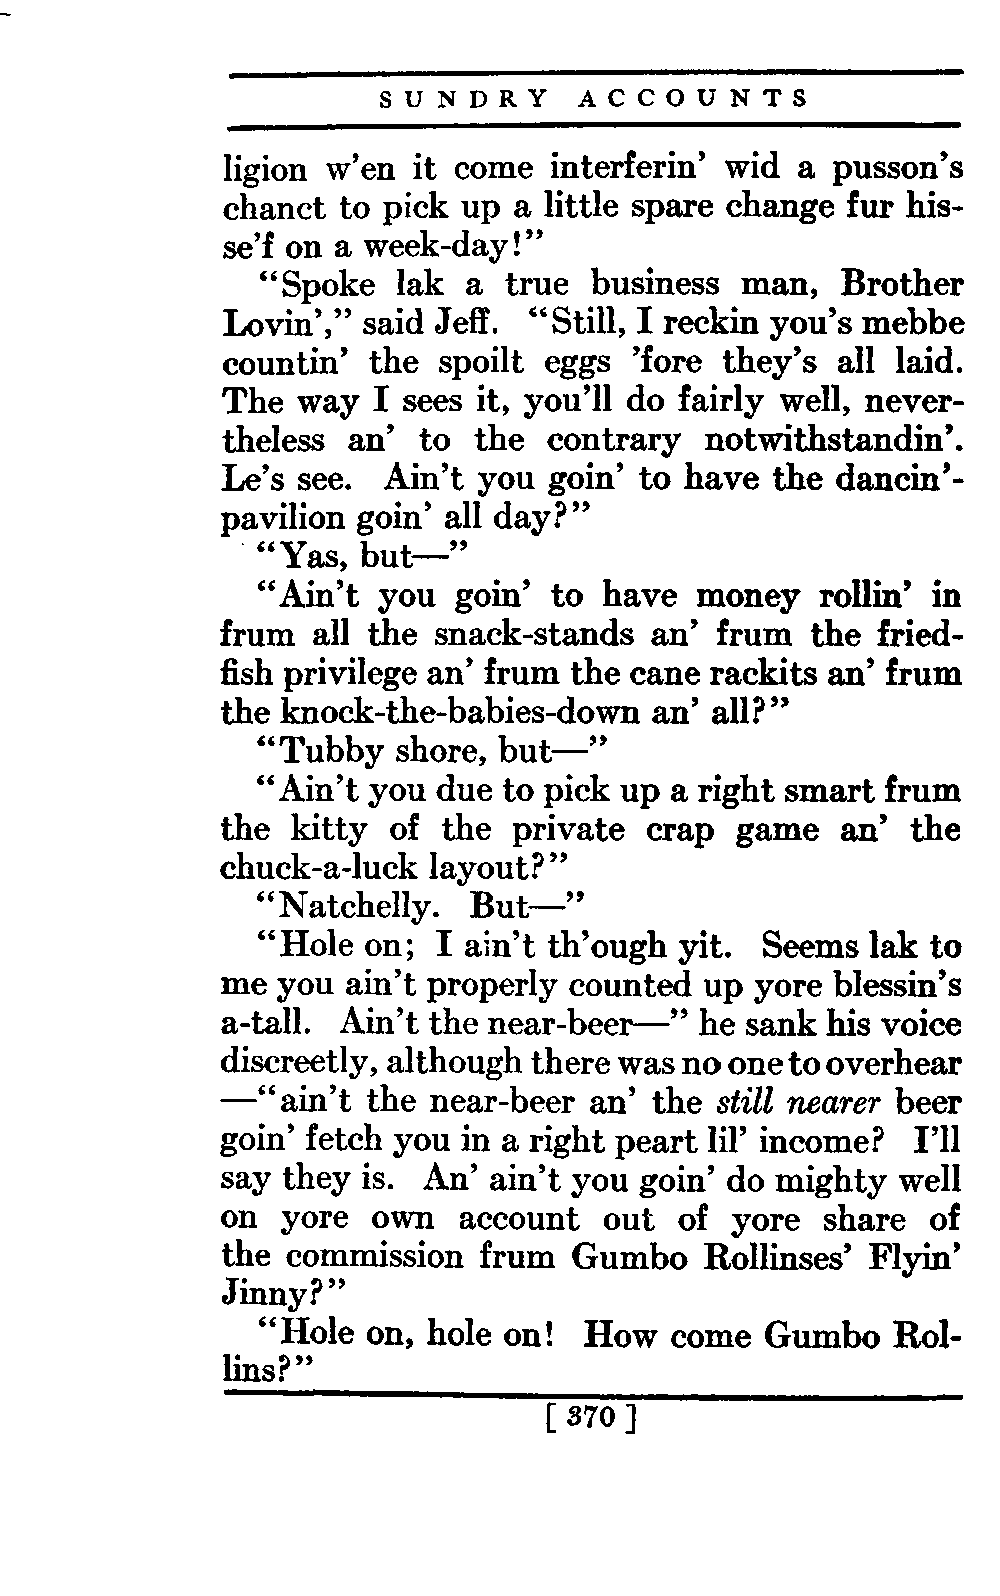 SUNDRY ACCOUNTS
ligion w'en it come interferin' wid a pusson's
chanct to pick up a little spare change fur his-
se'f on a week-day!"
"Spoke lak a true business man, Brother
Lovin'," said Jeff. "Still, I reckin you's mebbe
countin' the spoilt eggs 'fore they's all laid.
The way I sees it, you'll do fairly well, never-
theless an' to the contrary notwithstandin'.
Le's see. Ain't you goin' to have the dancin'-
pavilion goin' all day?"
"Yas, but—"
"Ain't you goin' to have money rollin' in
frum all the snack-stands an' frum the fried-
fish privilege an' frum the cane rackits an' frum
the knock-the-babies-down an' all?"
"Tubby shore, but—"
"Ain't you due to pick up a right smart frum
the kitty of the private crap game an' the
chuck-a-luck layout?"
"Natchelly. But—"
"Hole on; I ain't th'ough yit. Seems lak to
me you ain't properly counted up yore blessin's
a-tall. Ain't the near-beer—" he sank his voice
discreetly, although there was no one to overhear
—"ain't the near-beer an' the still nearer beer
goin' fetch you in a right peart lil' income? I'll
say they is. An' ain't you goin' do mighty well
on yore own account out of yore share of
the commission frum Gumbo Rollinses' Flyin'
Jinny?"
"Hole on, hole on! How come Gumbo Rol-
lins?"
[ 370 ]